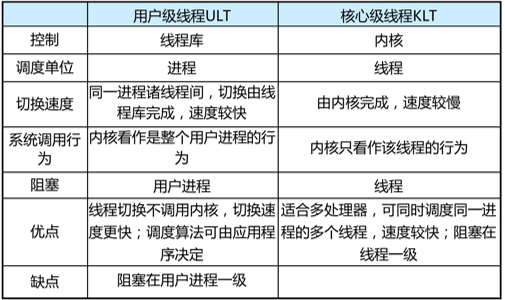 用户级线程ULT
核心级线程KLT
控制
线程库
内核
调度单位
进程
线程
切换速度
同一进程诸线程间，切换由线
程库完成，速度较快
由内核完成，速度较慢
系统调用行
为
内核看作是整个用户进程的行
为
内核只看作该线程的行为
阻塞
用户进程
线程
优点
线程切换不调用内核，切换速
度更快；调度算法可由应用程
序决定
适合多处理器，可同时调度同一进
程的多个线程，速度较快；阻塞在
线程一级
缺点
阻塞在用户进程一级